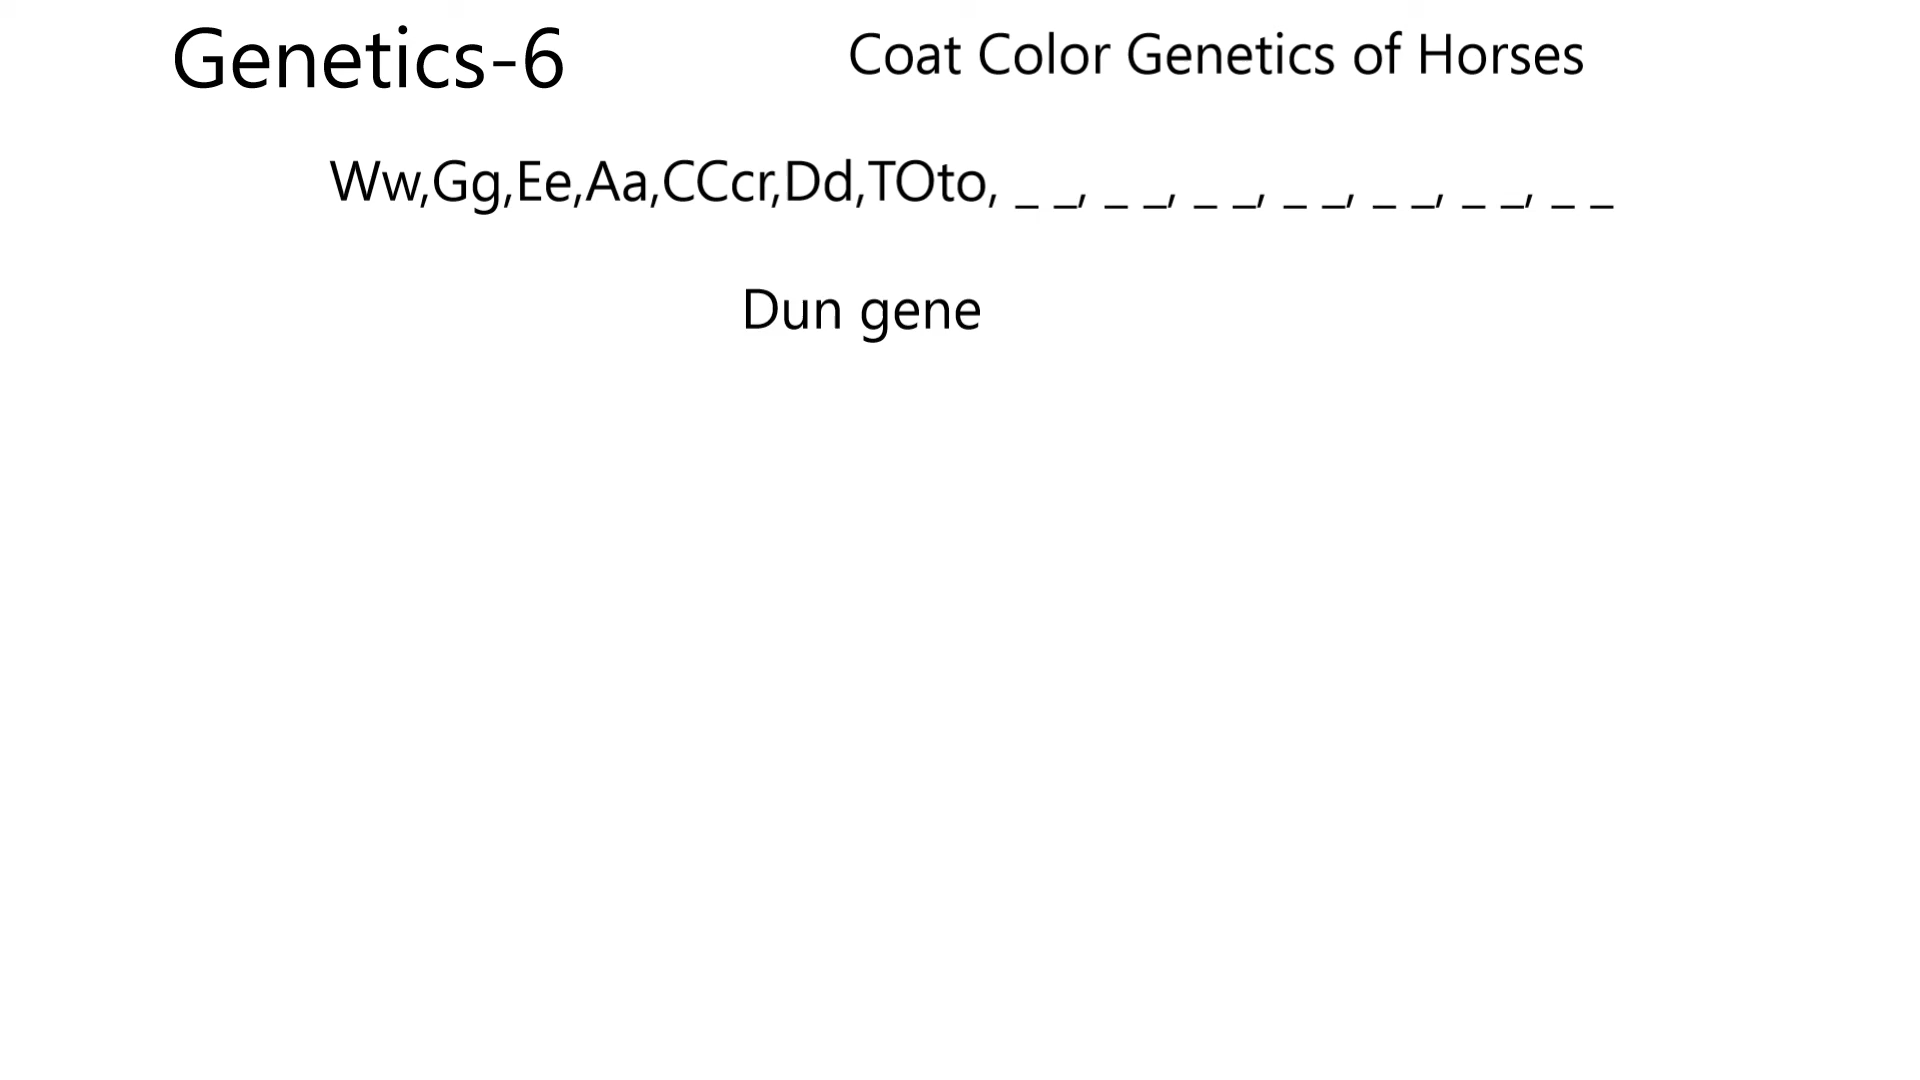 Genetics-6 Coat Color Genetics of Horses
Ww,Gg,Ee,Aa,CCcr,Dd,TOto, _ _, _ _, _ _, _ _, _ _, _ _, _ _
Dun gene